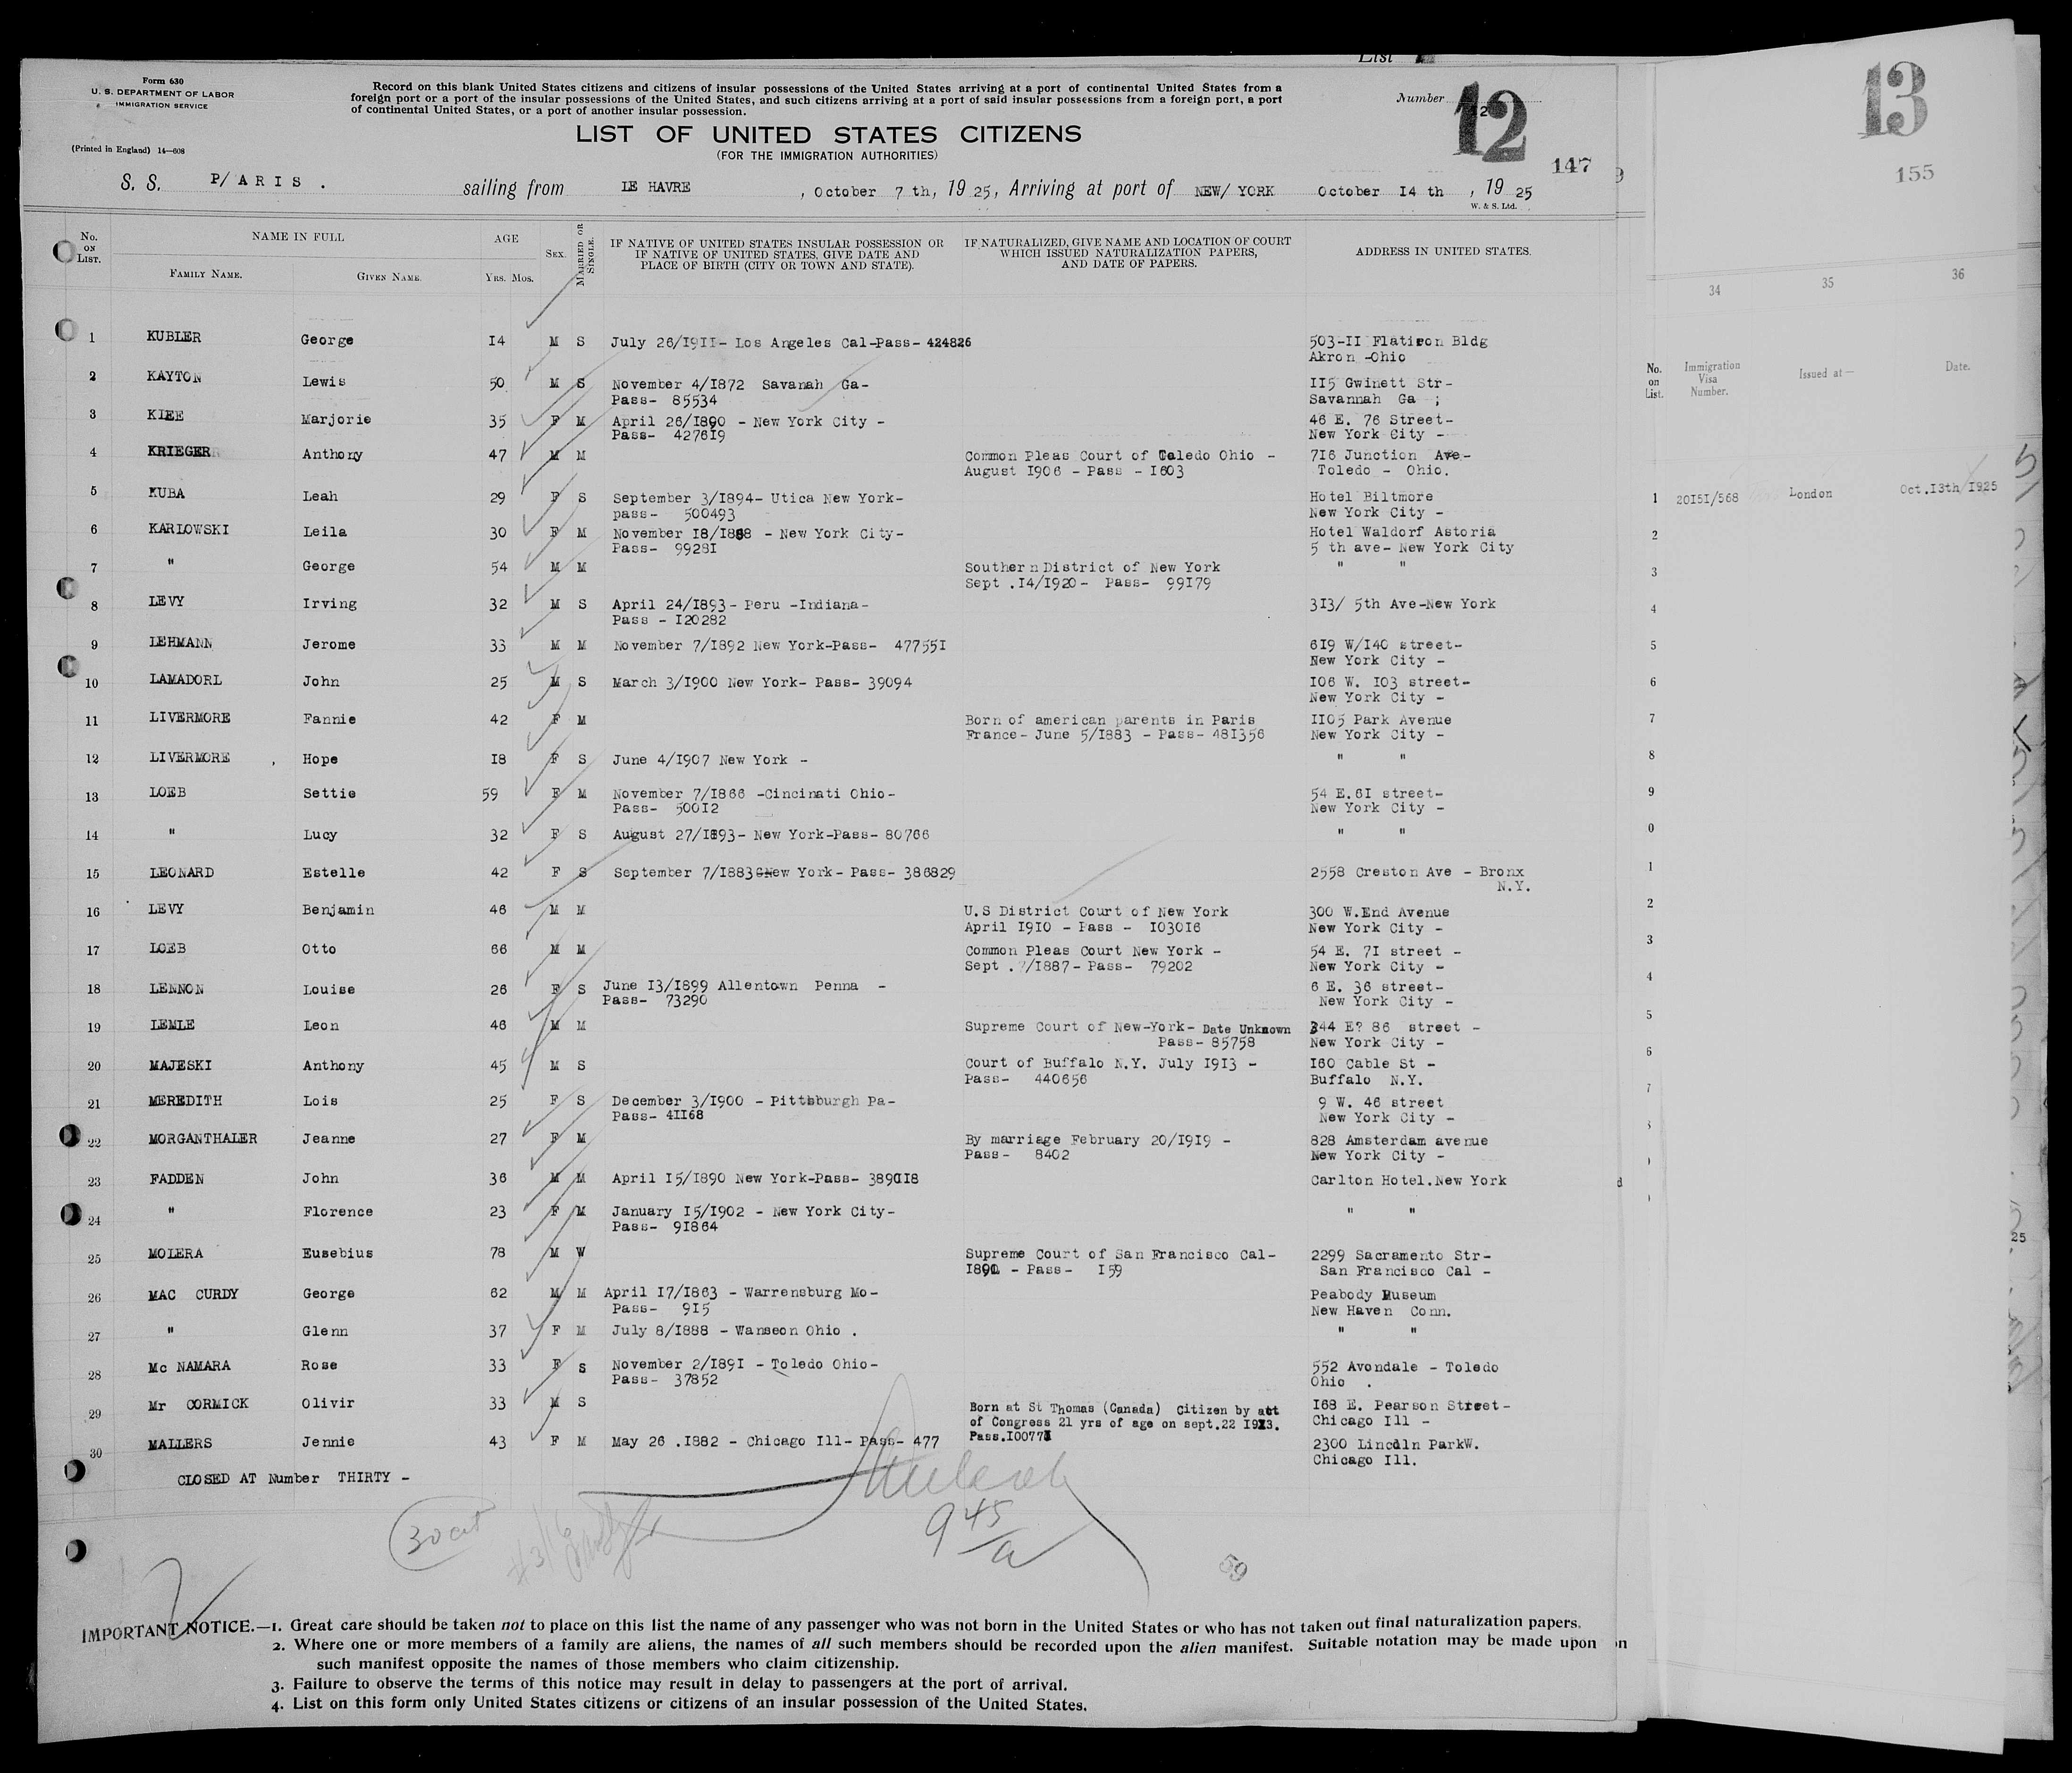 List
Form 630
U. S. DEPARTMENT OF LABOR
IMMIGRATION SERVICE
(Printed in England) 14—608
Record on this blank United States citizens and citizens of insular possessions of the United States arriving at a port of continental United States from a
foreign port or a port of the insular possessions of the United States, and such citizens arriving at a port of said insular possessions from a foreign port, a port
of continental United States, or a port of another insular possession.
Number 12
LIST OF UNITED STATES CITIZENS
(FOR THE IMMIGRATION AUTHORITIES)
147
S. S. P/ARIS . sailing from LE HAVRE , October 7 th, 19 25, Arriving at port of NEW/ YORK October 14 th , 19 25
W. & S. Ltd.
No. ON LIST. NAME IN FULL AGE SEX. MARRIED OR SINGLE. IF NATIVE OF UNITED STATES INSULAR POSSESSION OR IF NATIVE OF UNITED STATES, GIVE DATE AND PLACE OF BIRTH (CITY OR TOWN AND STATE). IF NATURALIZED, GIVE NAME AND LOCATION OF COURT WHICH ISSUED NATURALIZATION PAPERS, AND DATE OF PAPERS. ADDRESS IN UNITED STATES.
FAMILY NAME. GIVEN NAME. YRS. MOS.
1 KUBLER George 14 M S July 26/1911- Los Angeles Cal-Pass- 424826 503-11 Flatiron Bldg
Akron -Ohio
2 KAYTON Lewis 50 M S November 4/1872 Savanah Ga- 115 Gwinett Str-
Pass- 85534 Savannah Ga ;
3 KIEE Marjorie 35 F M April 26/1890 - New York City - 46 E. 76 Street-
Pass- 427619 New York City -
4 KRIEGER Anthony 47 M M Common Pleas Court of Toledo Ohio - 716 Junction Ave-
August 1906 - Pass - 1603 Toledo - Ohio.
5 KUBA Leah 29 F S September 3/1894- Utica New York- Hotel Biltmore
pass- 500493 New York City -
6 KARLOWSKI Leila 30 F M November 18/1888 - New York City- Hotel Waldorf Astoria
Pass- 99281 5 th ave- New York City
7 " George 54 M M Southern District of New York " "
Sept .14/1920- Pass- 99179
8 LEVY Irving 32 M S April 24/1893- Peru -Indiana- 313/ 5th Ave-New York
Pass - 120282
9 LEHMANN Jerome 33 M M November 7/1892 New York-Pass- 477551 619 W/140 street-
New York City -
10 LAMADORL John 25 M S March 3/1900 New York- Pass- 39094 106 W. 103 street-
New York City -
11 LIVERMORE Fannie 42 F M Born of american parents in Paris 1105 Park Avenue
France- June 5/1883 - Pass- 481356 New York City -
12 LIVERMORE , Hope 18 F S June 4/1907 New York - " "
13 LOEB Settie 59 F M November 7/1866 -Cincinati Ohio- 54 E.61 street-
Pass- 50012 New York City -
14 " Lucy 32 F S August 27/1893- New York-Pass- 80766 " "
15 LEONARD Estelle 42 F S September 7/1883 New York- Pass- 386829 2558 Creston Ave - Bronx
N.Y.
16 LEVY Benjamin 46 M M U.S District Court of New York 300 W.End Avenue
April 1910 - Pass - 103016 New York City -
17 LOEB Otto 66 M M Common Pleas Court New York - 54 E. 71 street -
Sept .?/1887- Pass- 79202 New York City -
18 LENNON Louise 26 F S June 13/1899 Allentown Penna - 6 E. 36 street-
Pass- 73290 New York City -
19 LEMLE Leon 46 M M Supreme Court of New-York- Date Unknown 344 E? 86 street -
Pass- 85758 New York City -
20 MAJESKI Anthony 45 M S Court of Buffalo N.Y. July 1913 - 160 Cable St -
Pass- 440656 Buffalo N.Y.
21 MEREDITH Lois 25 F S December 3/1900 - Pittsburgh Pa- 9 W. 46 street
Pass- 41168 New York City -
22 MORGANTHALER Jeanne 27 F M By marriage February 20/1919 - 828 Amsterdam avenue
Pass- 8402 New York City -
23 FADDEN John 36 M M April 15/1890 New York-Pass- 389018 Carlton Hotel.New York
24 " Florence 23 F M January 15/1902 - New York City- " "
Pass- 91864
25 MOLERA Eusebius 78 M W Supreme Court of San Francisco Cal- 2299 Sacramento Str-
- Pass- 159 San Francisco Cal -
26 MAC CURDY George 62 M M April 17/1863 - Warrensburg Mo- Peabody Museum
Pass- 915 New Haven Conn.
27 " Glenn 37 F M July 8/1888 - Wanseon Ohio . " "
28 Mc NAMARA Rose 33 F S November 2/1891 - Toledo Ohio- 552 Avondale - Toledo
Pass- 37852 Ohio .
29 Mr CORMICK Olivir 33 M S Born at St Thomas (Canada) Citizen by act 168 E. Pearson Street-
of Congress 21 yrs of age on sept.22 1913. Chicago Ill -
Pass.100771
30 MALLERS Jennie 43 F M May 26 .1882 - Chicago Ill- Pass- 477 2300 Lincoln ParkW.
Chicago Ill.
CLOSED AT Number THIRTY -
30 cit
945
a
59
IMPORTANT NOTICE.—1. Great care should be taken not to place on this list the name of any passenger who was not born in the United States or who has not taken out final naturalization papers.
2. Where one or more members of a family are aliens, the names of all such members should be recorded upon the alien manifest. Suitable notation may be made upon
such manifest opposite the names of those members who claim citizenship.
3. Failure to observe the terms of this notice may result in delay to passengers at the port of arrival.
4. List on this form only United States citizens or citizens of an insular possession of the United States.
13
155
34 35 36
No. on List. Immigration Visa Number. Issued at — Date.
1 20151/568 London Oct.13th/1925
2
3
4
5
6
7
8
9
0
1
2
3
4
5
6
7
25